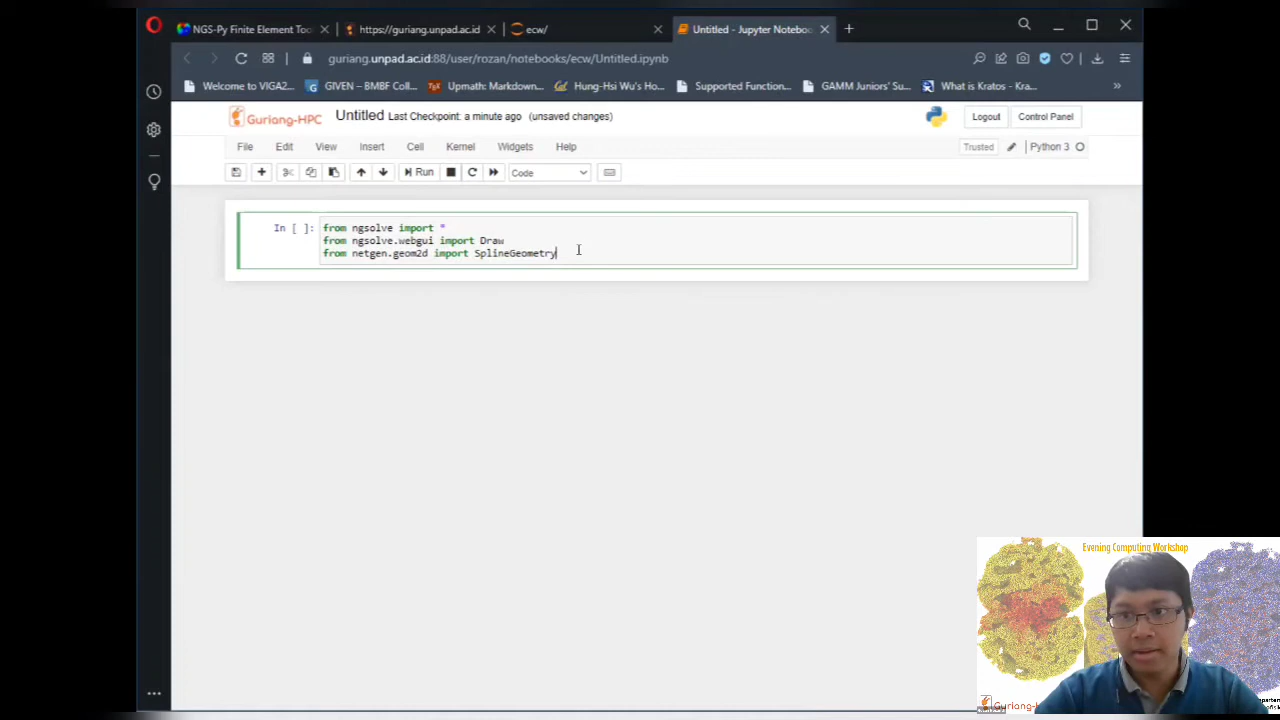 NGS-Py Finite Element Too
https://guriang.unpad.ac.id
ecw/
Untitled - Jupyter Noteboo
guriang.unpad.ac.id:88/user/rozan/notebooks/ecw/Untitled.ipynb
Welcome to VIGA2...
GIVEN – BMBF Coll...
Upmath: Markdown...
Hung-Hsi Wu's Ho...
Supported Function...
GAMM Juniors' Su...
What is Kratos - Kra...
»
Guriang-HPC
Untitled Last Checkpoint: a minute ago (unsaved changes)
Logout
Control Panel
File Edit View Insert Cell Kernel Widgets Help
Trusted
Python 3
Run
Code
In [ ]:
from ngsolve import *
from ngsolve.webgui import Draw
from netgen.geom2d import SplineGeometry
Evening Computing Workshop
Guriang-H